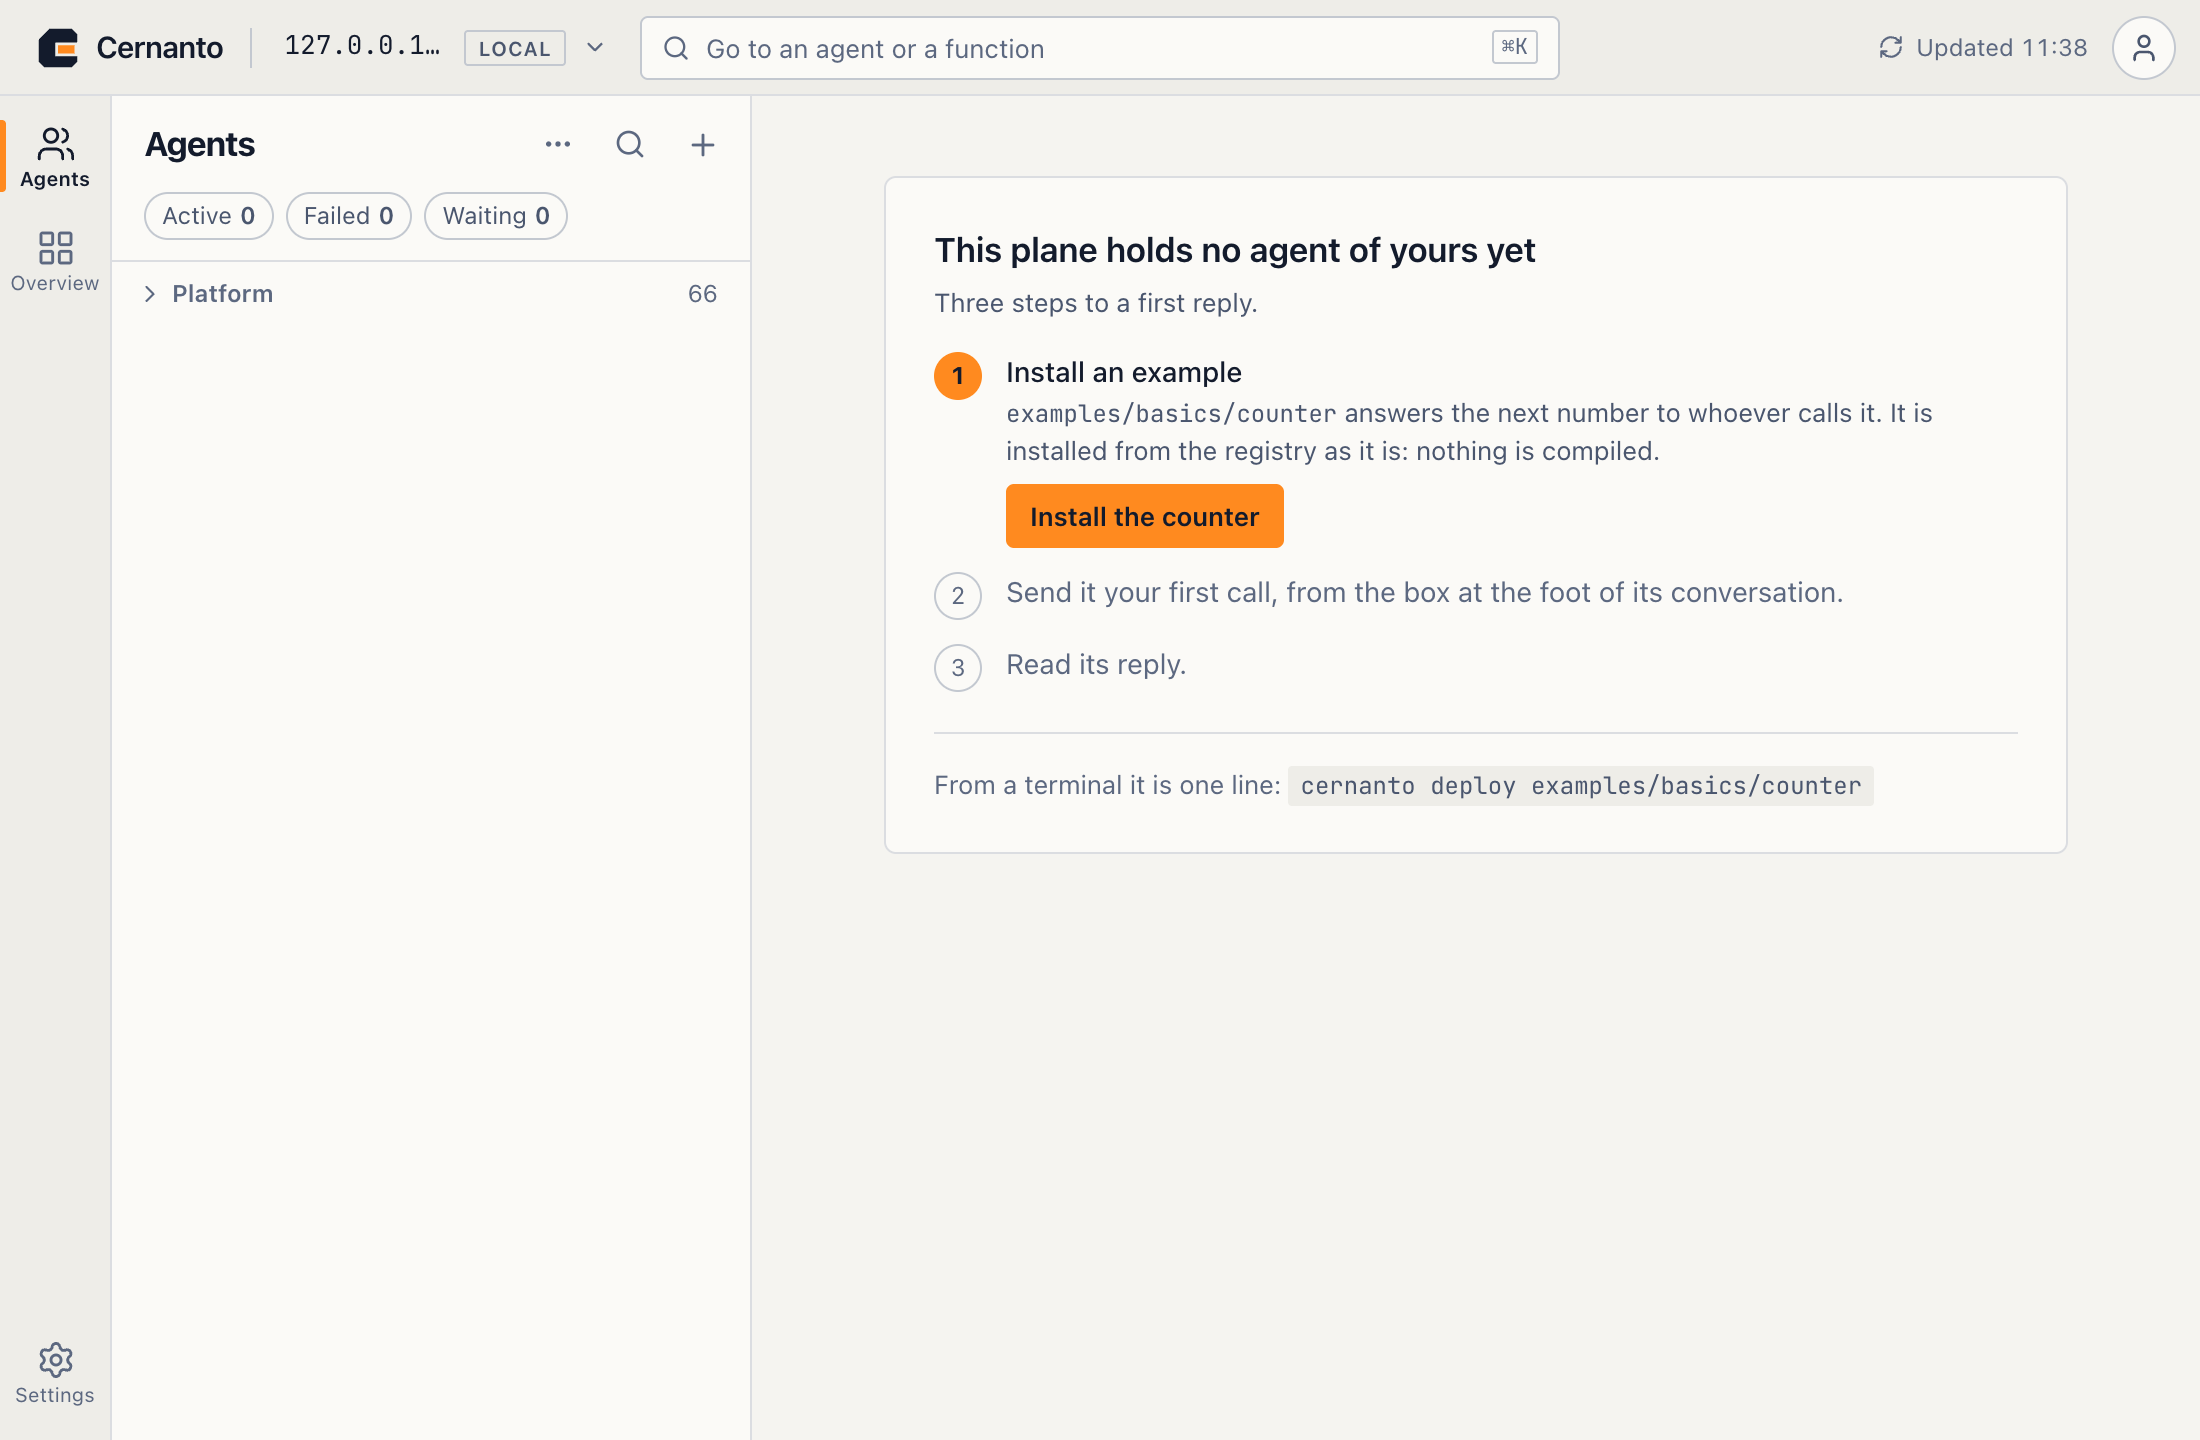 Cernanto
127.0.0.1…
LOCAL
Go to an agent or a function
⌘K
Updated 11:38
Agents
Overview
Settings
Agents
Active 0
Failed 0
Waiting 0
Platform 66
This plane holds no agent of yours yet
Three steps to a first reply.
1 Install an example
examples/basics/counter answers the next number to whoever calls it. It is
installed from the registry as it is: nothing is compiled.
Install the counter
2 Send it your first call, from the box at the foot of its conversation.
3 Read its reply.
From a terminal it is one line: cernanto deploy examples/basics/counter